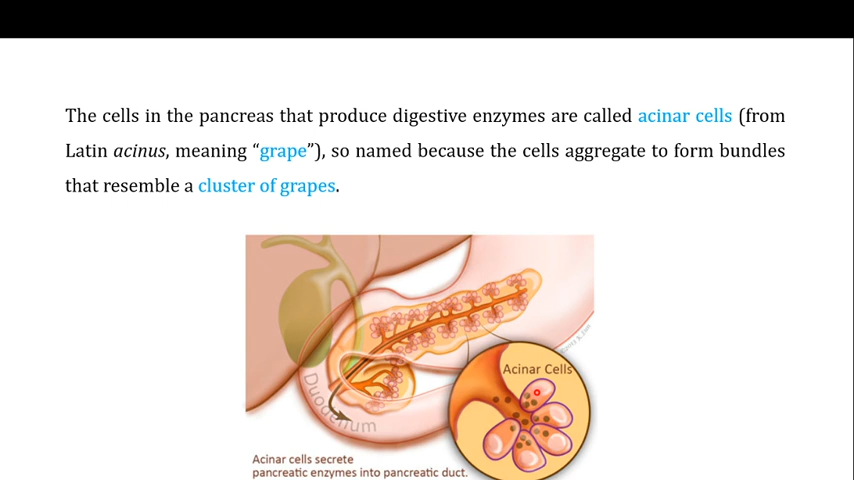 The cells in the pancreas that produce digestive enzymes are called acinar cells (from
Latin acinus, meaning “grape”), so named because the cells aggregate to form bundles
that resemble a cluster of grapes.
Acinar Cells
Duodenum
Acinar cells secrete
pancreatic enzymes into pancreatic duct.